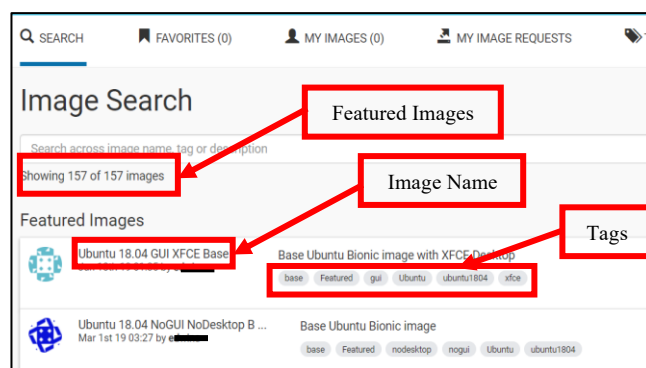 SEARCH FAVORITES (0) MY IMAGES (0) MY IMAGE REQUESTS
Image Search
Featured Images
Search across image name, tag or description
Showing 157 of 157 images
Image Name
Featured Images
Tags
Ubuntu 18.04 GUI XFCE Base Base Ubuntu Bionic image with XFCE Desktop
base Featured gui Ubuntu ubuntu1804 xfce
Ubuntu 18.04 NoGUI NoDesktop B ... Base Ubuntu Bionic image
Mar 1st 19 03:27 by
base Featured nodesktop nogui Ubuntu ubuntu1804